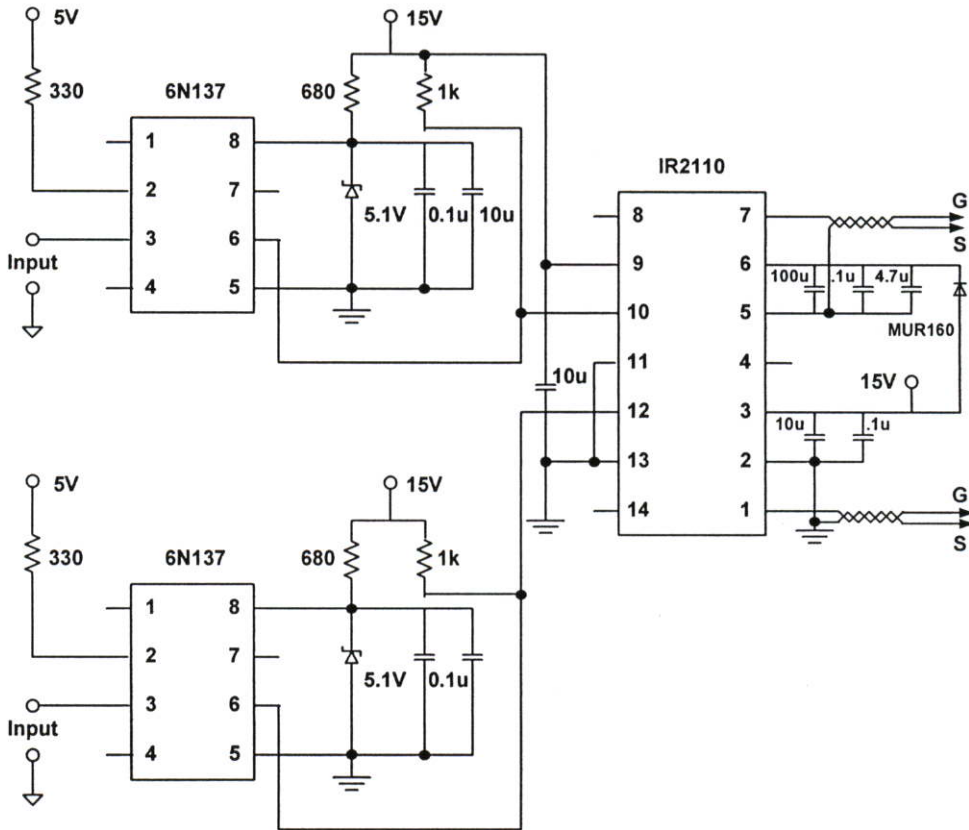 5V
330
6N137
1
2
3
4
8
7
6
5
Input
15V
680
1k
5.1V
0.1u
10u
IR2110
8
9
10
11
12
13
14
7
6
5
4
3
2
1
10u
G
S
100u
.1u
4.7u
MUR160
15V
10u
.1u
G
S
5V
330
6N137
1
2
3
4
8
7
6
5
Input
15V
680
1k
5.1V
0.1u